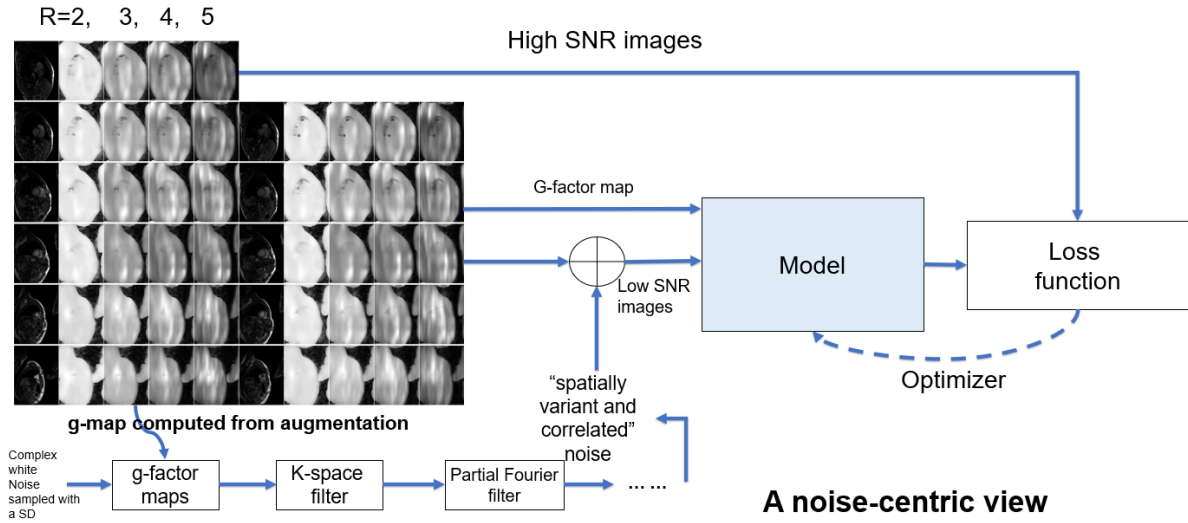 R=2, 3, 4, 5
High SNR images
G-factor map
Low SNR
images
Model
Loss
function
Optimizer
g-map computed from augmentation
“spatially
variant and
correlated”
noise
Complex
white
Noise
sampled with
a SD
g-factor
maps
K-space
filter
Partial Fourier
filter
... ...
A noise-centric view